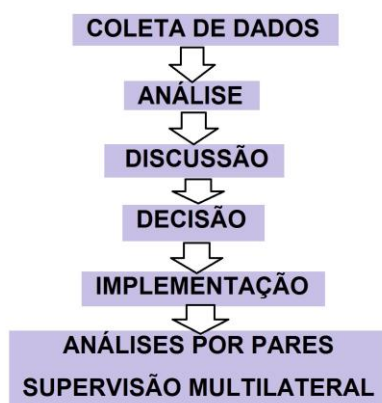 COLETA DE DADOS
ANÁLISE
DISCUSSÃO
DECISÃO
IMPLEMENTAÇÃO
ANÁLISES POR PARES
SUPERVISÃO MULTILATERAL